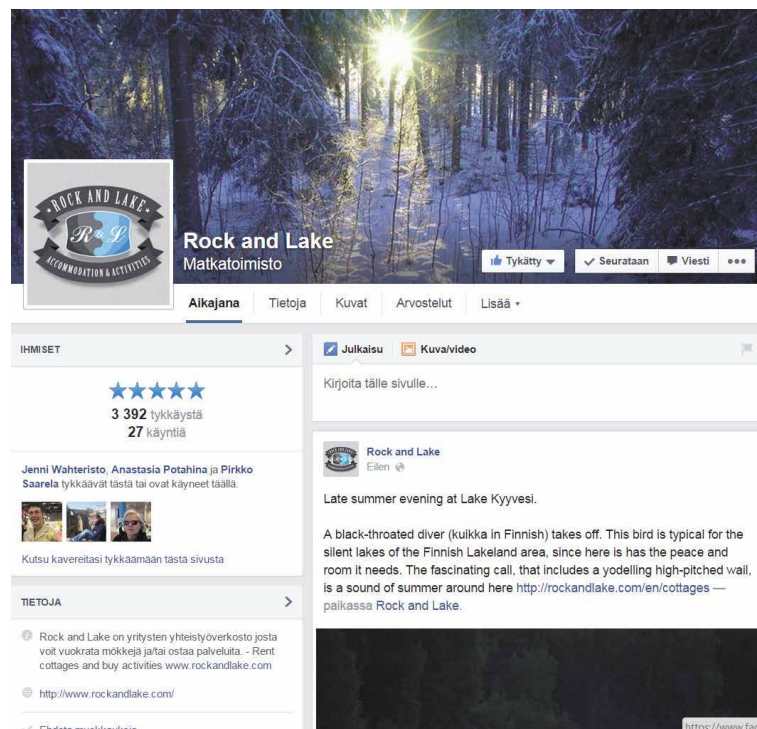 ROCK AND LAKE
R & L
ACCOMMODATION & ACTIVITIES
Rock and Lake
Matkatoimisto
Tykätty
Seurataan
Viesti
Aikajana Tietoja Kuvat Arvostelut Lisää
IHMISET
3 392 tykkäystä
27 käyntiä
Jenni Wahteristo, Anastasia Potahina ja Pirkko
Saarela tykkäävät tästä tai ovat käyneet täällä.
Kutsu kavereitasi tykkäämään tästä sivusta
TIETOJA
Rock and Lake on yritysten yhteistyöverkosto josta
voit vuokrata mökkejä ja/tai ostaa palveluita. - Rent
cottages and buy activities www.rockandlake.com
http://www.rockandlake.com/
Julkaisu Kuva/video
Kirjoita tälle sivulle...
Rock and Lake
Eilen
Late summer evening at Lake Kyyvesi.
A black-throated diver (kuikka in Finnish) takes off. This bird is typical for the
silent lakes of the Finnish Lakeland area, since here is has the peace and
room it needs. The fascinating call, that includes a yodelling high-pitched wail,
is a sound of summer around here http://rockandlake.com/en/cottages —
paikassa Rock and Lake.
https://www.fac